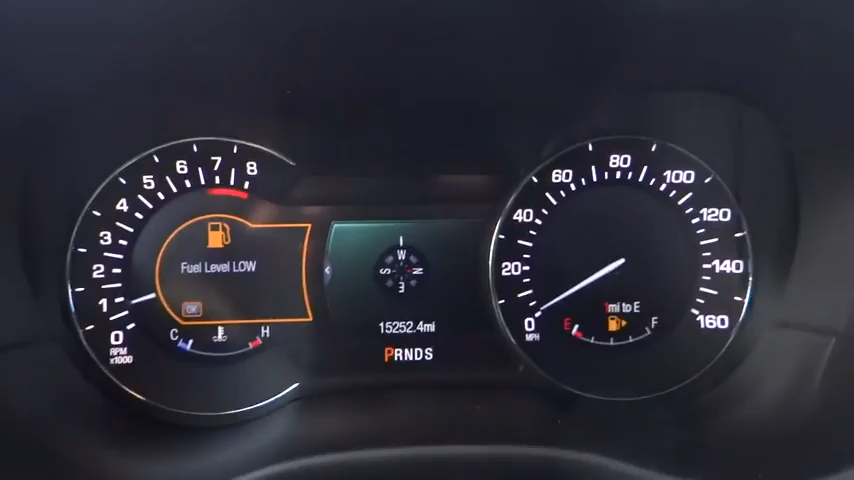 8
7
6
5
4
3
2
1
0
RPM
x1000
Fuel Level LOW
OK
C H
W
S N
E
15252.4mi
PRNDS
0
20
40
60
80
100
120
140
160
MPH
1mi to E
E F